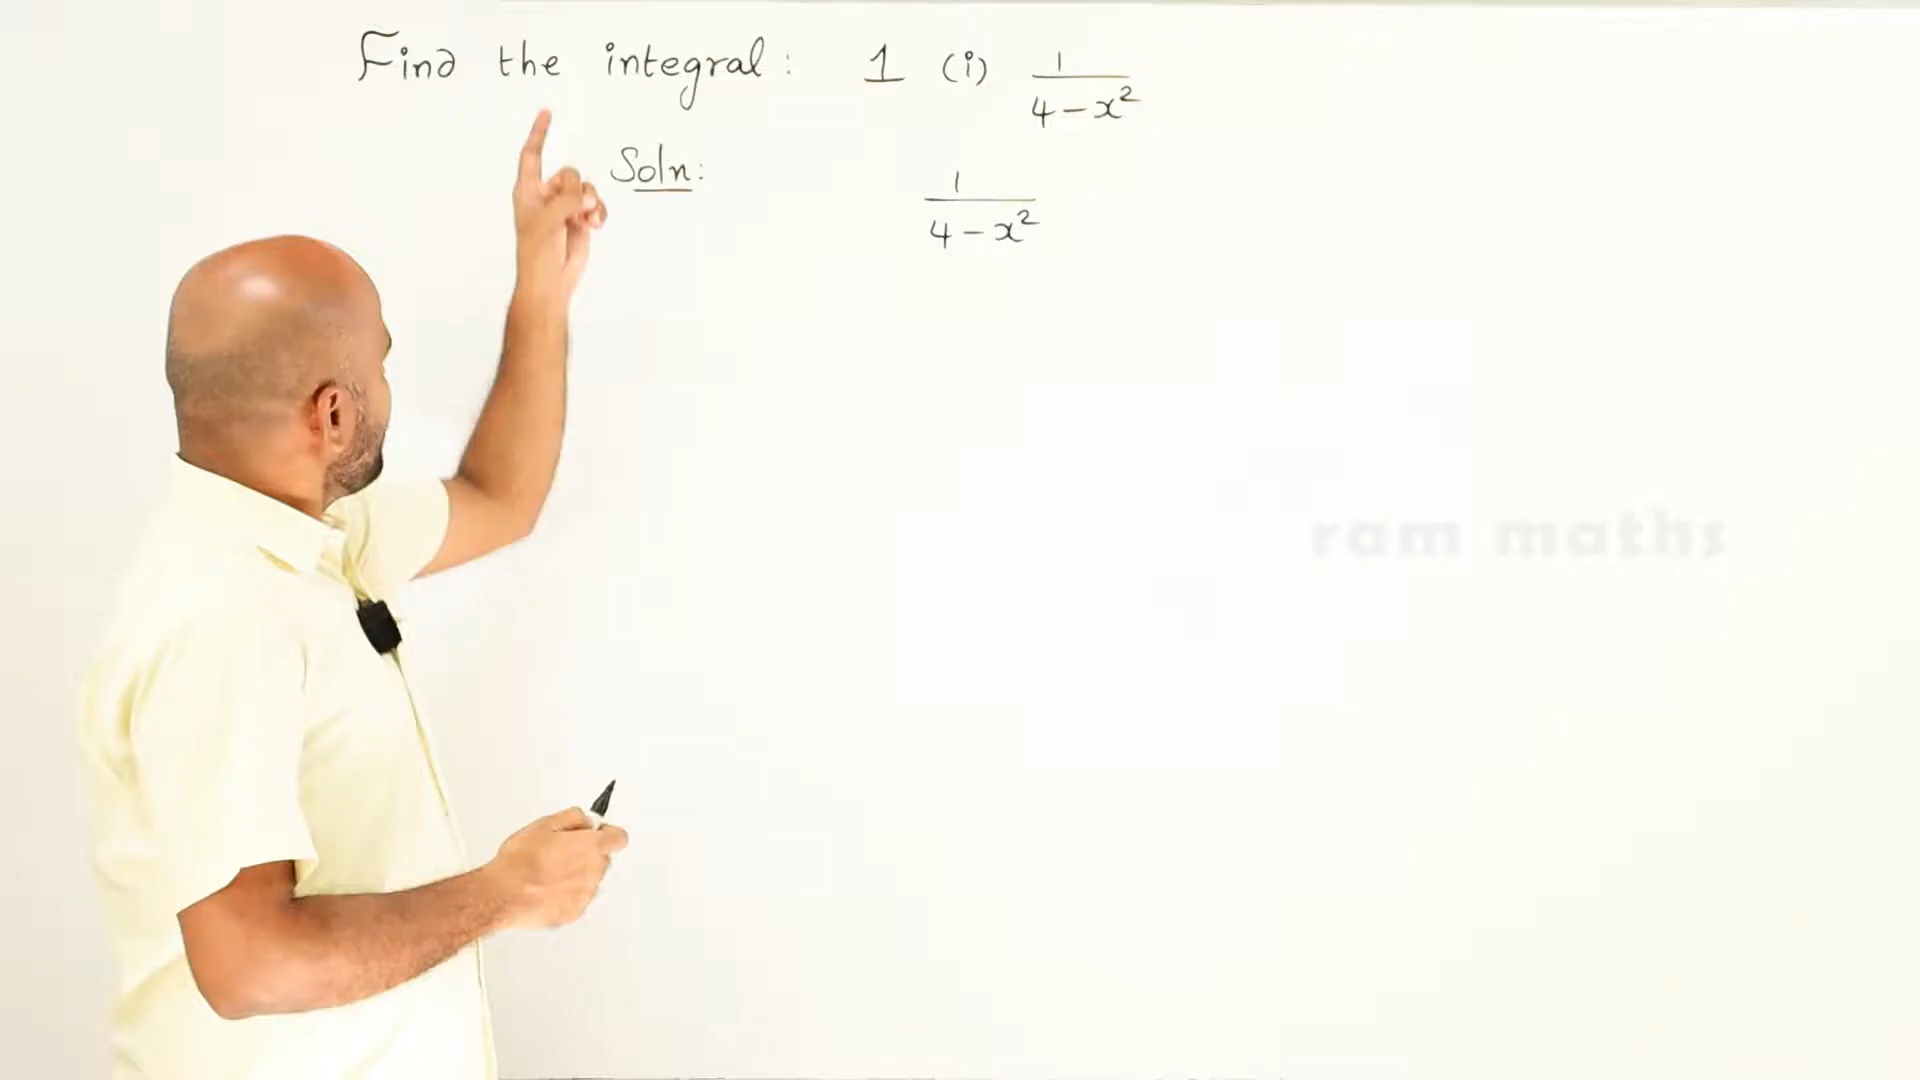 Find the integral: 1 (i) 1/(4-x²)
Soln: 1/(4-x²)
ram maths